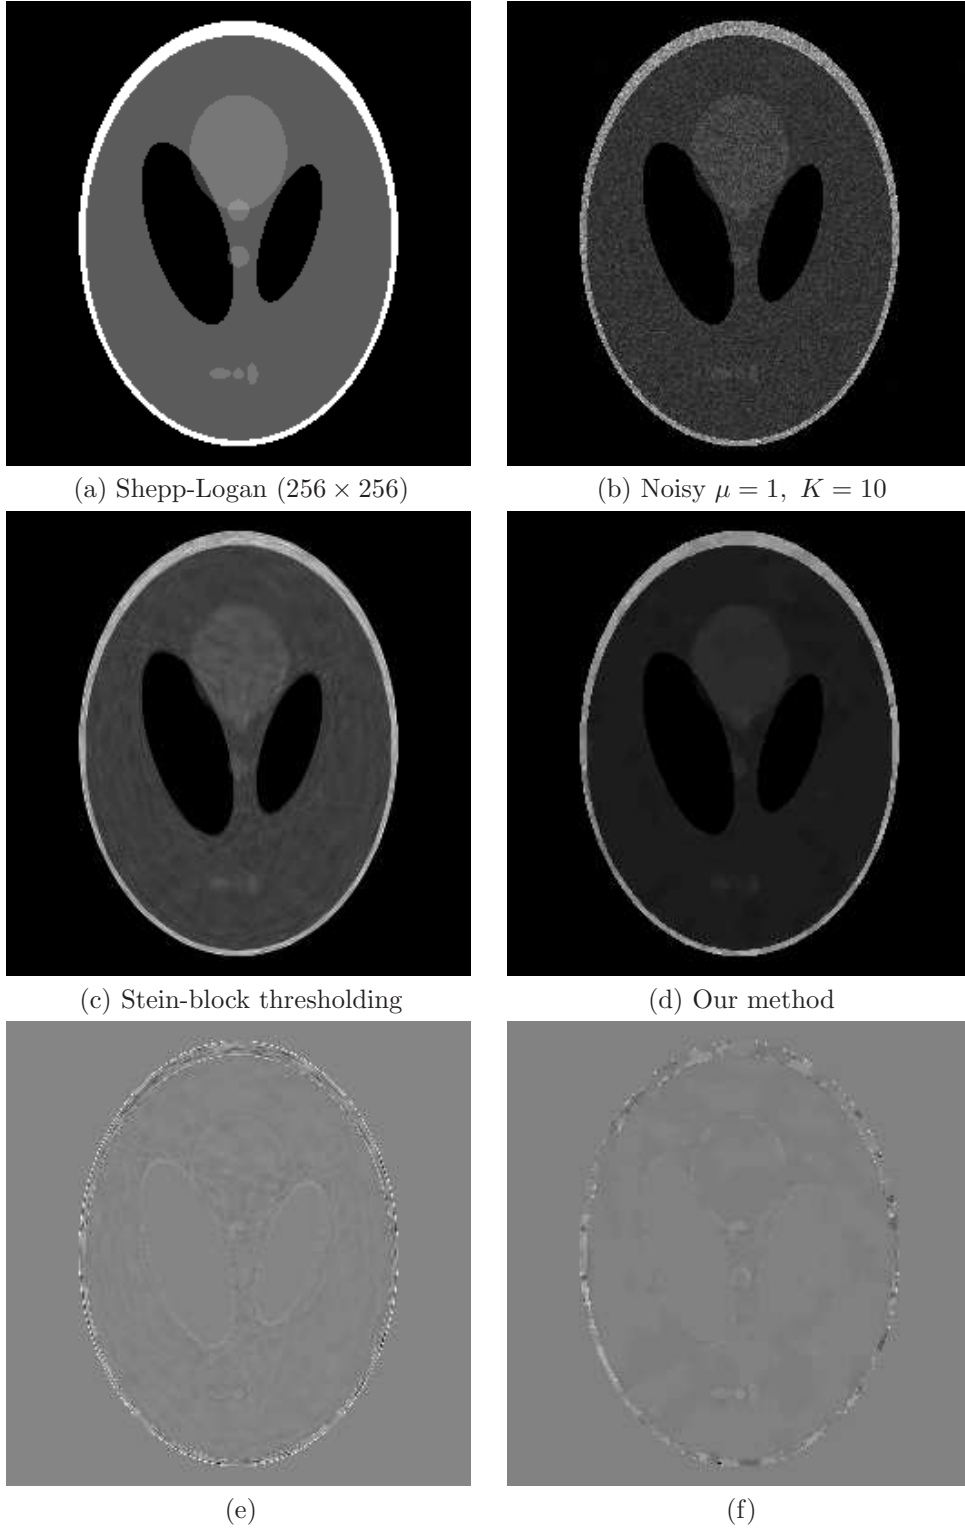 (a) Shepp-Logan (256 × 256)
(b) Noisy μ = 1, K = 10
(c) Stein-block thresholding
(d) Our method
(e)
(f)